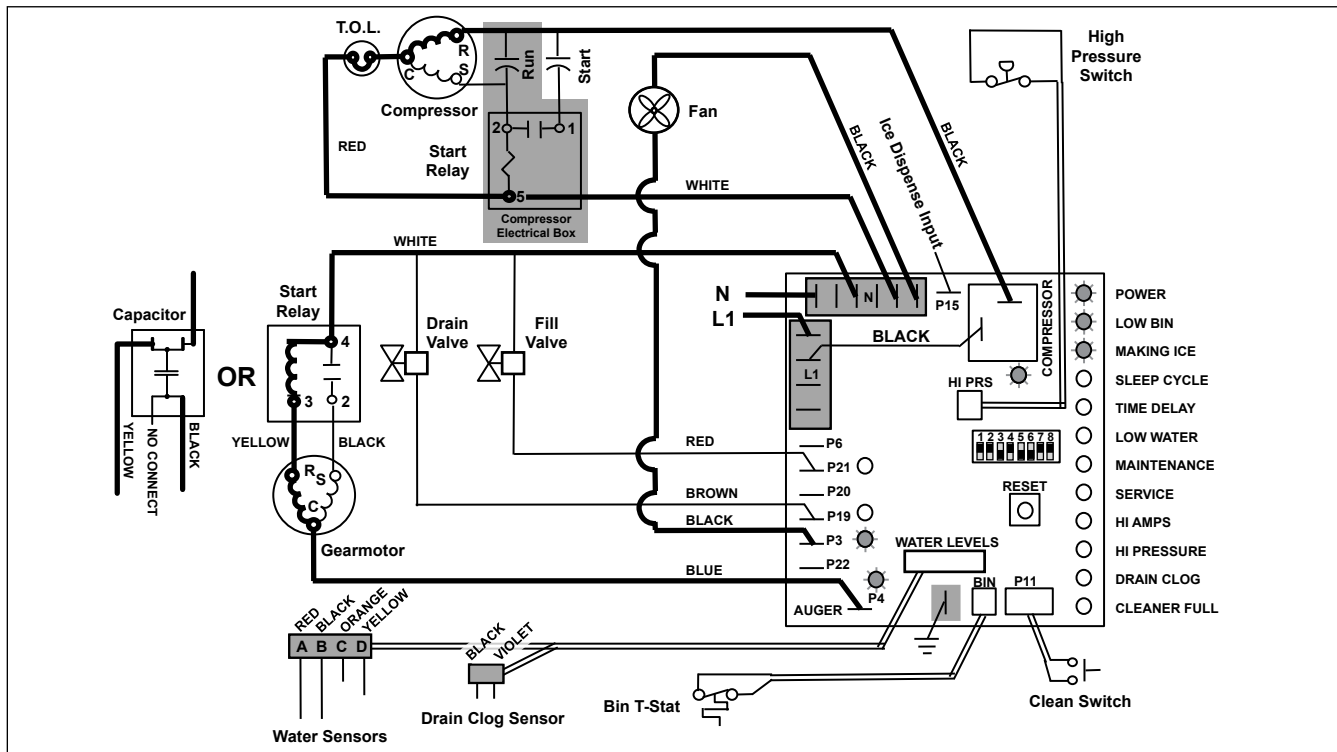 T.O.L.
R
C
S
Compressor
Run
Start
RED
2
1
Start
Relay
5
Compressor
Electrical Box
WHITE
Fan
BLACK
Ice Dispense Input
BLACK
High
Pressure
Switch
WHITE
Capacitor
YELLOW
NO CONNECT
BLACK
OR
Start
Relay
4
3
2
YELLOW
BLACK
R
S
C
Gearmotor
Drain
Valve
Fill
Valve
N
L1
N
P15
L1
BLACK
COMPRESSOR
HI PRS
1 2 3 4 5 6 7 8
RESET
RED
P6
P21
P20
BROWN
P19
BLACK
P3
P22
BLUE
P4
AUGER
WATER LEVELS
BIN
P11
POWER
LOW BIN
MAKING ICE
SLEEP CYCLE
TIME DELAY
LOW WATER
MAINTENANCE
SERVICE
HI AMPS
HI PRESSURE
DRAIN CLOG
CLEANER FULL
RED
BLACK
ORANGE
YELLOW
A B C D
Water Sensors
BLACK
VIOLET
Drain Clog Sensor
Bin T-Stat
Clean Switch